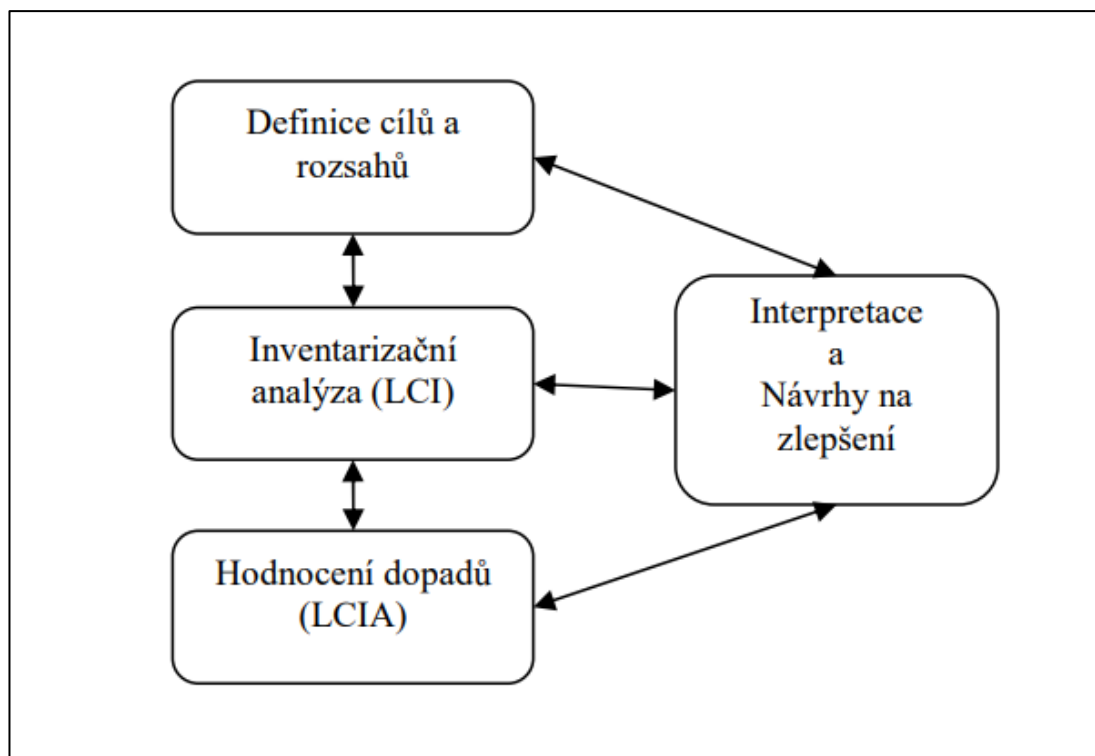 Definice cílů a
rozsahů
Inventarizační
analýza (LCI)
Hodnocení dopadů
(LCIA)
Interpretace
a
Návrhy na
zlepšení